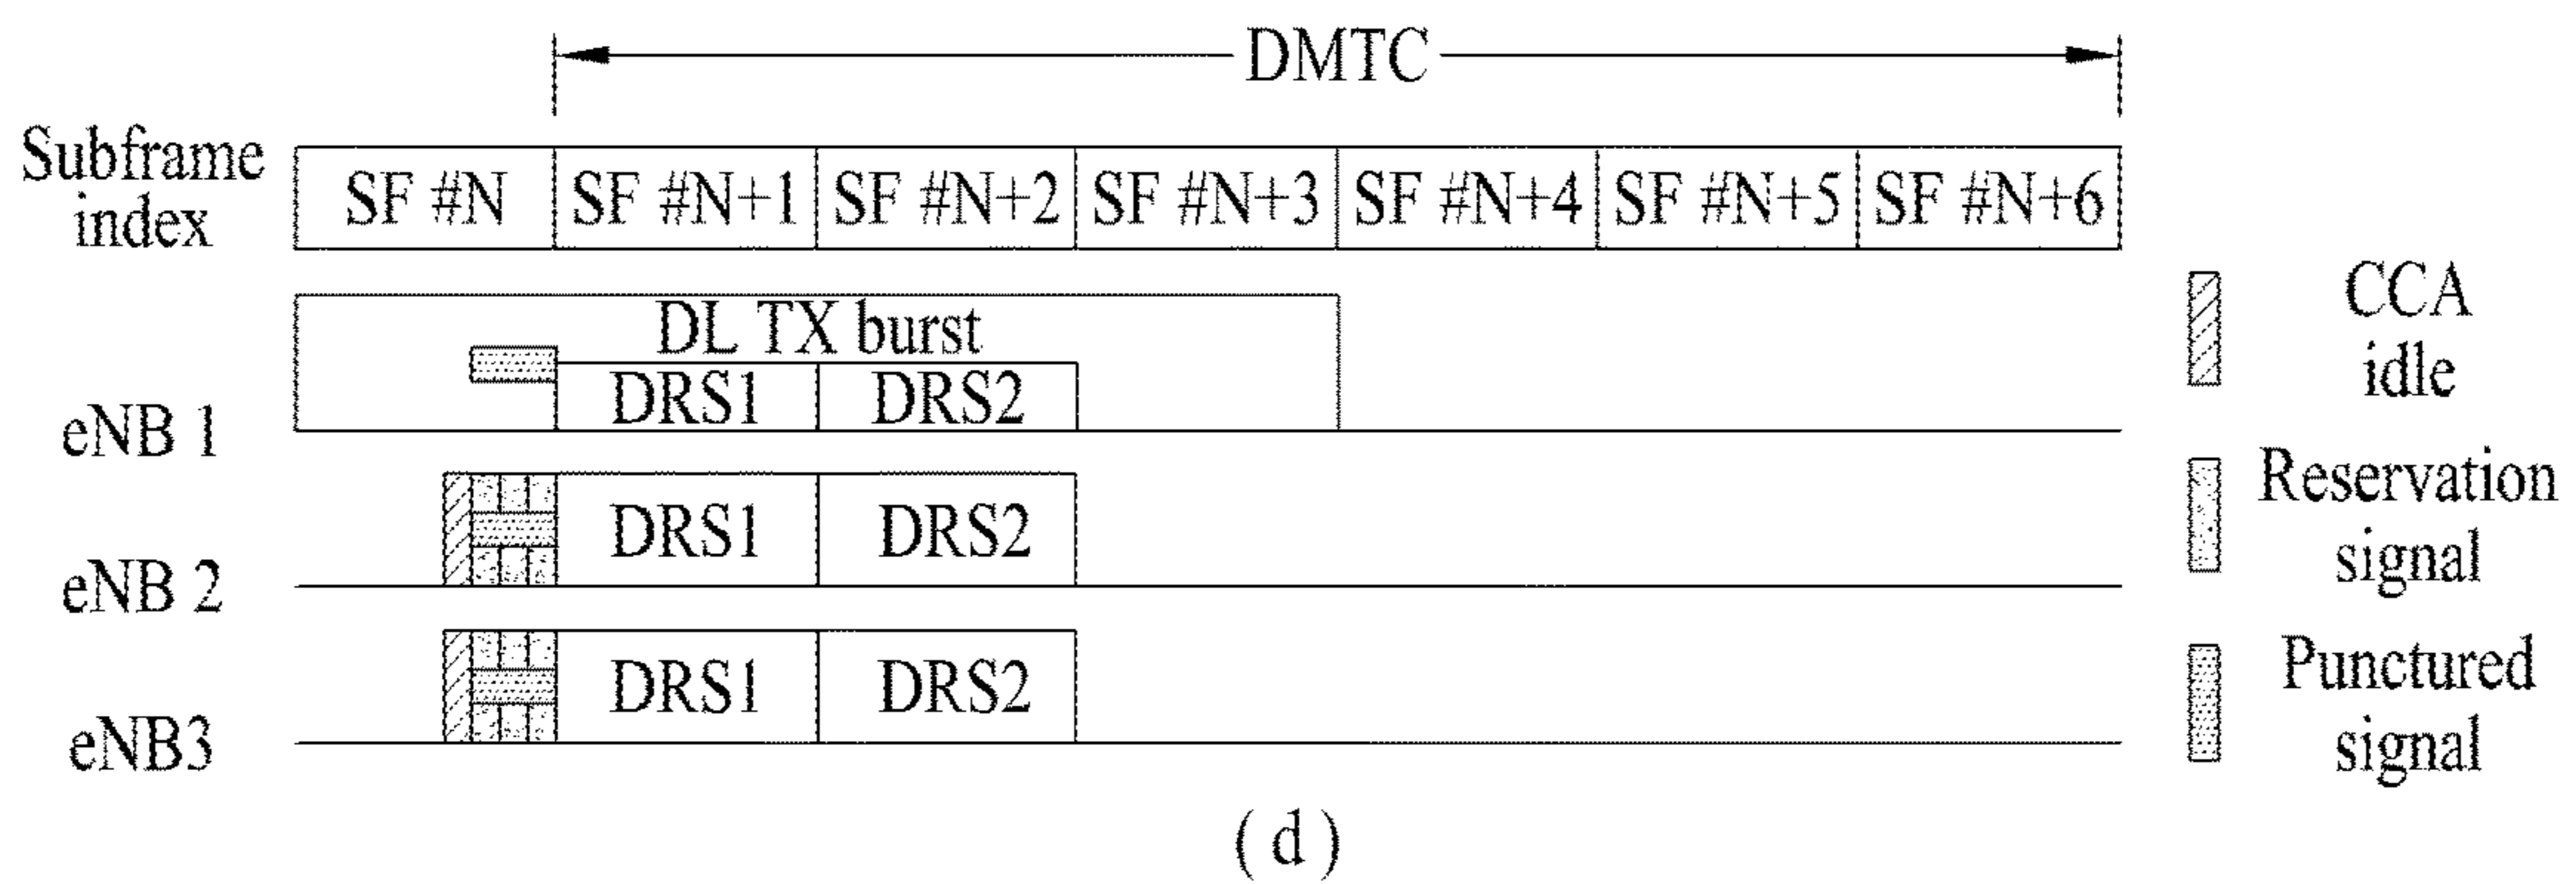 DMTC
Subframe
index
SF #N SF #N+1 SF #N+2 SF #N+3 SF #N+4 SF #N+5 SF #N+6
DL TX burst
DRS1 DRS2
eNB 1
DRS1 DRS2
eNB 2
DRS1 DRS2
eNB3
CCA
idle
Reservation
signal
Punctured
signal
( d )